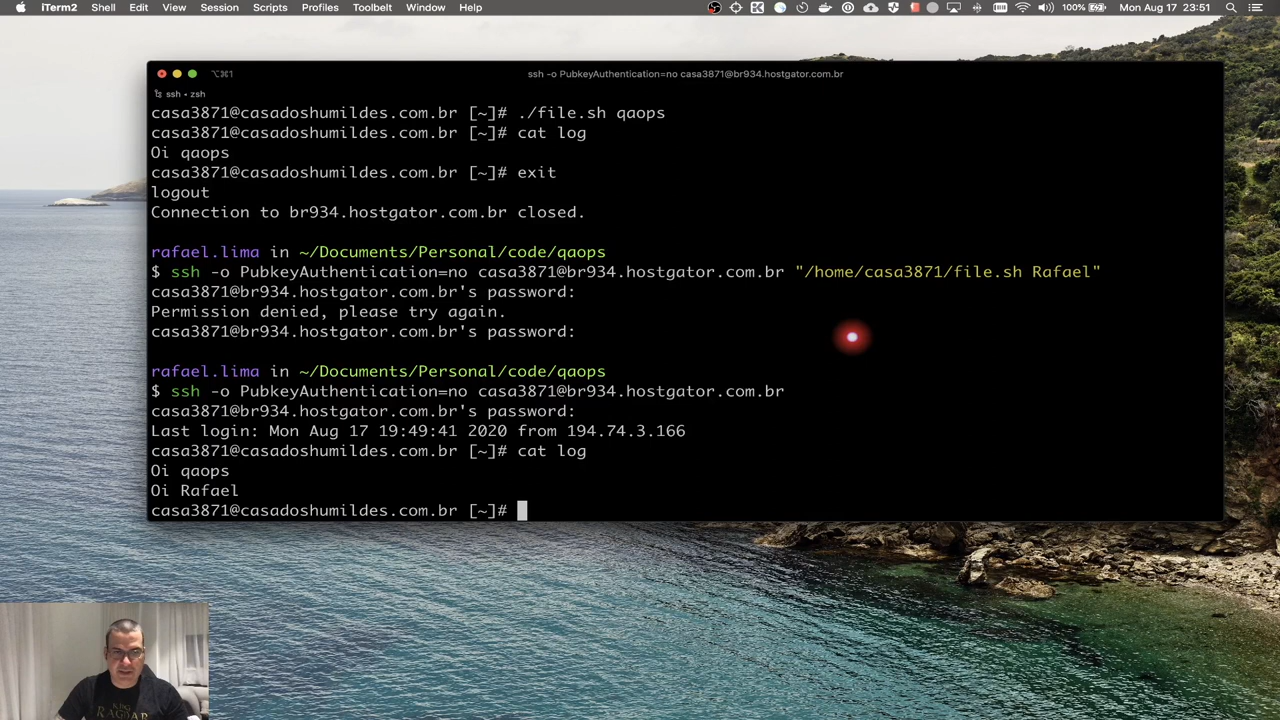 iTerm2 Shell Edit View Session Scripts Profiles Toolbelt Window Help 100% Mon Aug 17 23:51
⌥⌘1 ssh -o PubkeyAuthentication=no casa3871@br934.hostgator.com.br
ssh • zsh
casa3871@casadoshumildes.com.br [~]# ./file.sh qaops
casa3871@casadoshumildes.com.br [~]# cat log
Oi qaops
casa3871@casadoshumildes.com.br [~]# exit
logout
Connection to br934.hostgator.com.br closed.
rafael.lima in ~/Documents/Personal/code/qaops
$ ssh -o PubkeyAuthentication=no casa3871@br934.hostgator.com.br "/home/casa3871/file.sh Rafael"
casa3871@br934.hostgator.com.br's password:
Permission denied, please try again.
casa3871@br934.hostgator.com.br's password:
rafael.lima in ~/Documents/Personal/code/qaops
$ ssh -o PubkeyAuthentication=no casa3871@br934.hostgator.com.br
casa3871@br934.hostgator.com.br's password:
Last login: Mon Aug 17 19:49:41 2020 from 194.74.3.166
casa3871@casadoshumildes.com.br [~]# cat log
Oi qaops
Oi Rafael
casa3871@casadoshumildes.com.br [~]#